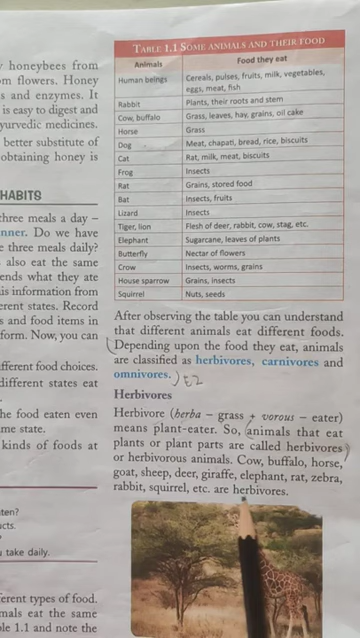 y honeybees from
om flowers. Honey
s and enzymes. It
is easy to digest and
yurvedic medicines.
better substitute of
obtaining honey is
HABITS
three meals a day –
nner. Do we have
e three meals daily?
also eat the same
ends what they ate
is information from
erent states. Record
s and food items in
form. Now, you can
fferent food choices.
different states eat
he food eaten even
me state.
kinds of foods at
ten?
cts.
?
take daily.
erent types of food.
mals eat the same
ble 1.1 and note the
TABLE 1.1 SOME ANIMALS AND THEIR FOOD
Animals Food they eat
Human beings Cereals, pulses, fruits, milk, vegetables,
eggs, meat, fish
Rabbit Plants, their roots and stem
Cow, buffalo Grass, leaves, hay, grains, oil cake
Horse Grass
Dog Meat, chapati, bread, rice, biscuits
Cat Rat, milk, meat, biscuits
Frog Insects
Rat Grains, stored food
Bat Insects, fruits
Lizard Insects
Tiger, lion Flesh of deer, rabbit, cow, stag, etc.
Elephant Sugarcane, leaves of plants
Butterfly Nectar of flowers
Crow Insects, worms, grains
House sparrow Grains, insects
Squirrel Nuts, seeds
After observing the table you can understand
that different animals eat different foods.
Depending upon the food they eat, animals
are classified as herbivores, carnivores and
omnivores.
Herbivores
Herbivore (herba – grass + vorous – eater)
means plant-eater. So, animals that eat
plants or plant parts are called herbivores
or herbivorous animals. Cow, buffalo, horse,
goat, sheep, deer, giraffe, elephant, rat, zebra,
rabbit, squirrel, etc. are herbivores.